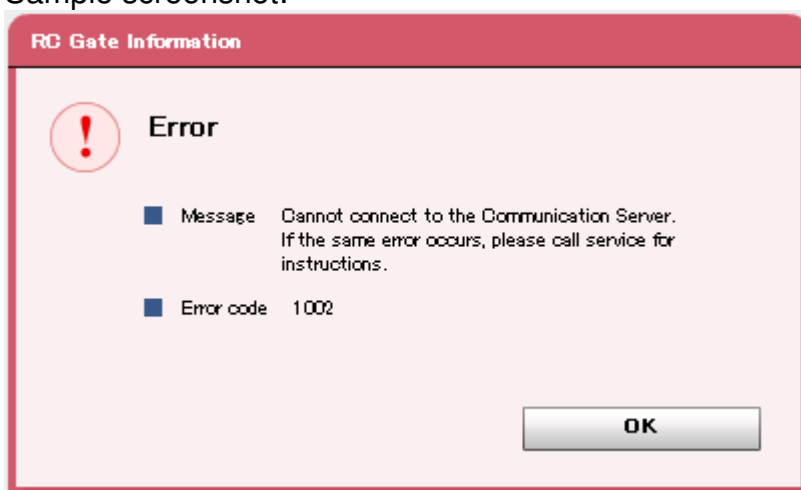 Sample screenshot:
RC Gate Information
Error
Message Cannot connect to the Communication Server.
If the same error occurs, please call service for
instructions.
Error code 1002
OK